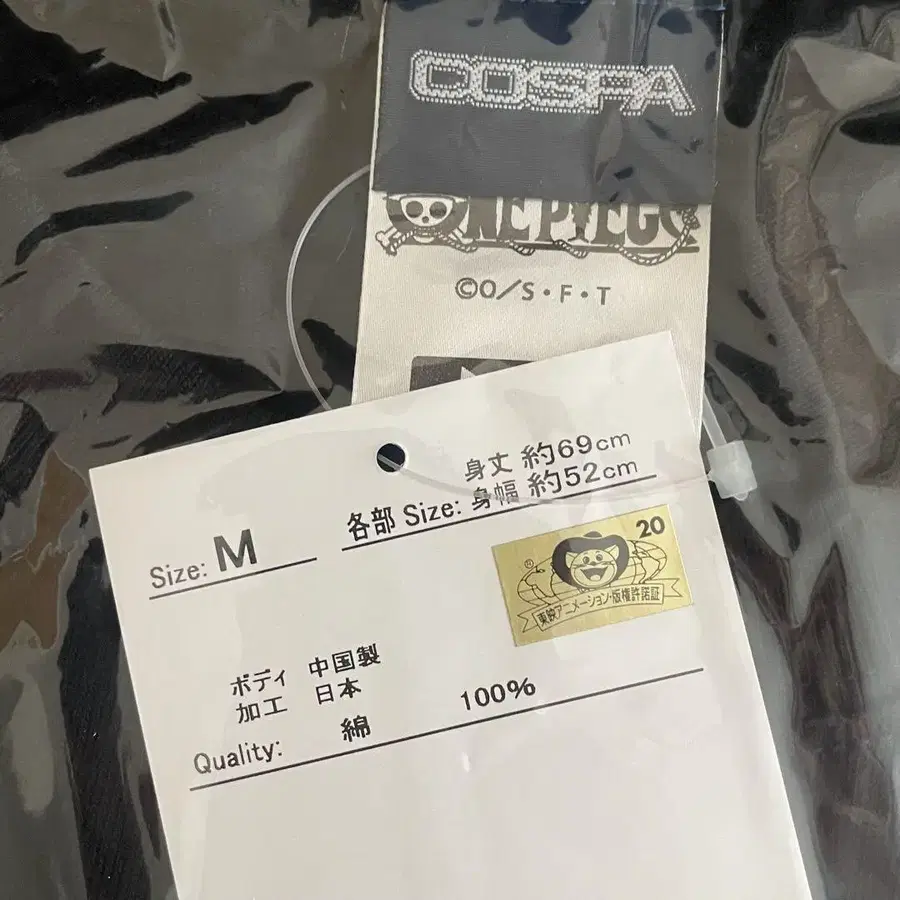 COSPA
ONE PIECE
©O/S・F・T
身丈 約69cm
各部 Size: 身幅 約52cm
Size: M
20
®
東映アニメーション・版権許諾証
ボディ 中国製
加工 日本
Quality: 綿 100%